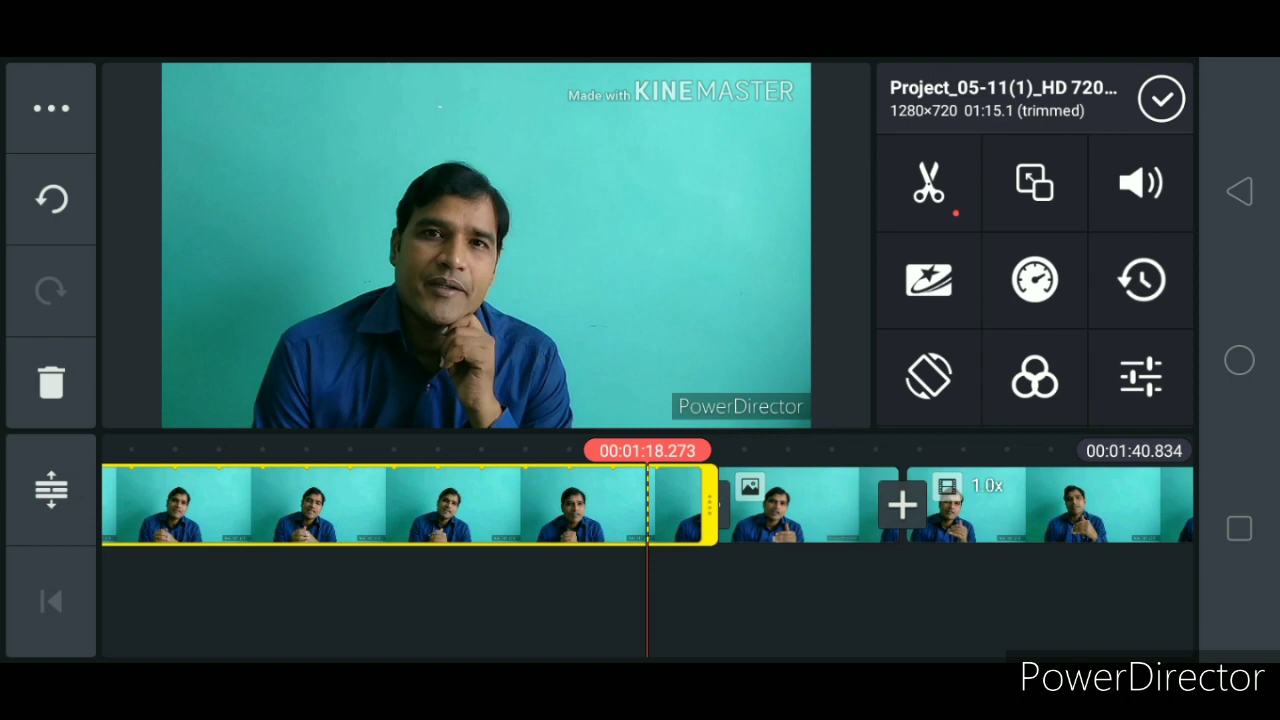 Made with KINEMASTER
Project_05-11(1)_HD 720...
1280×720 01:15.1 (trimmed)
PowerDirector
00:01:18.273
00:01:40.834
1.0x
PowerDirector